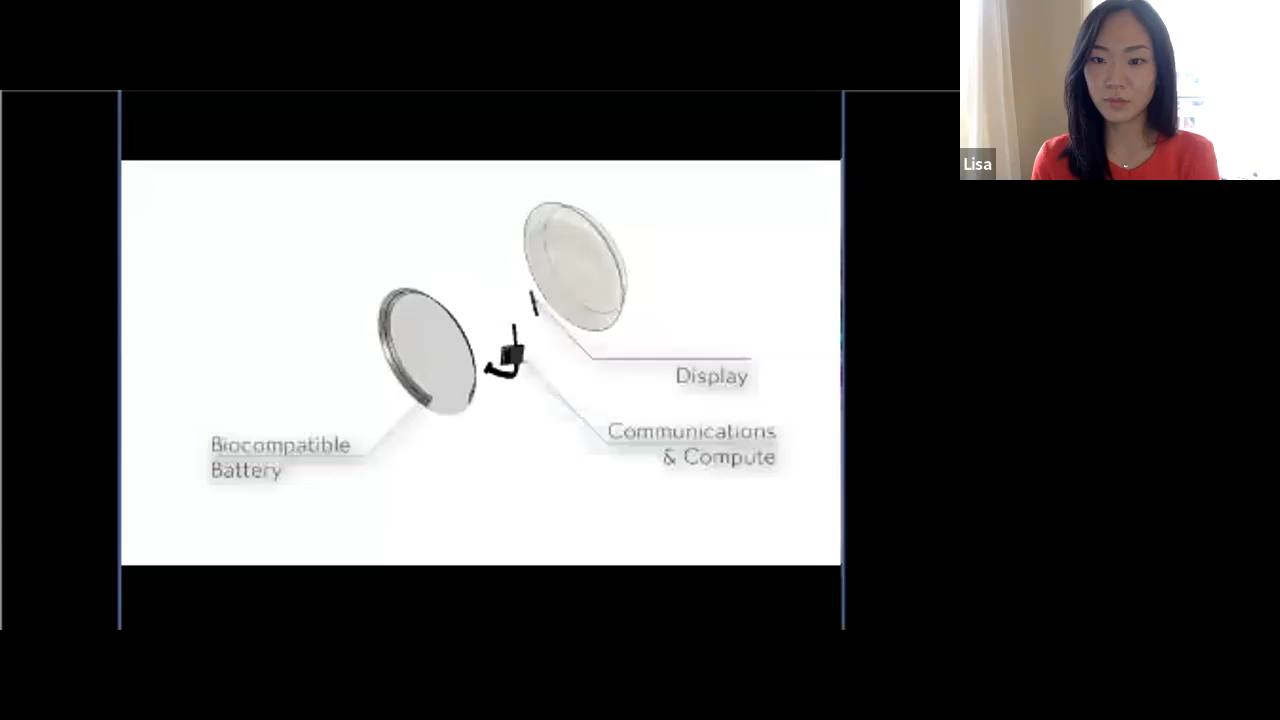 Lisa
Display
Communications
& Compute
Biocompatible
Battery